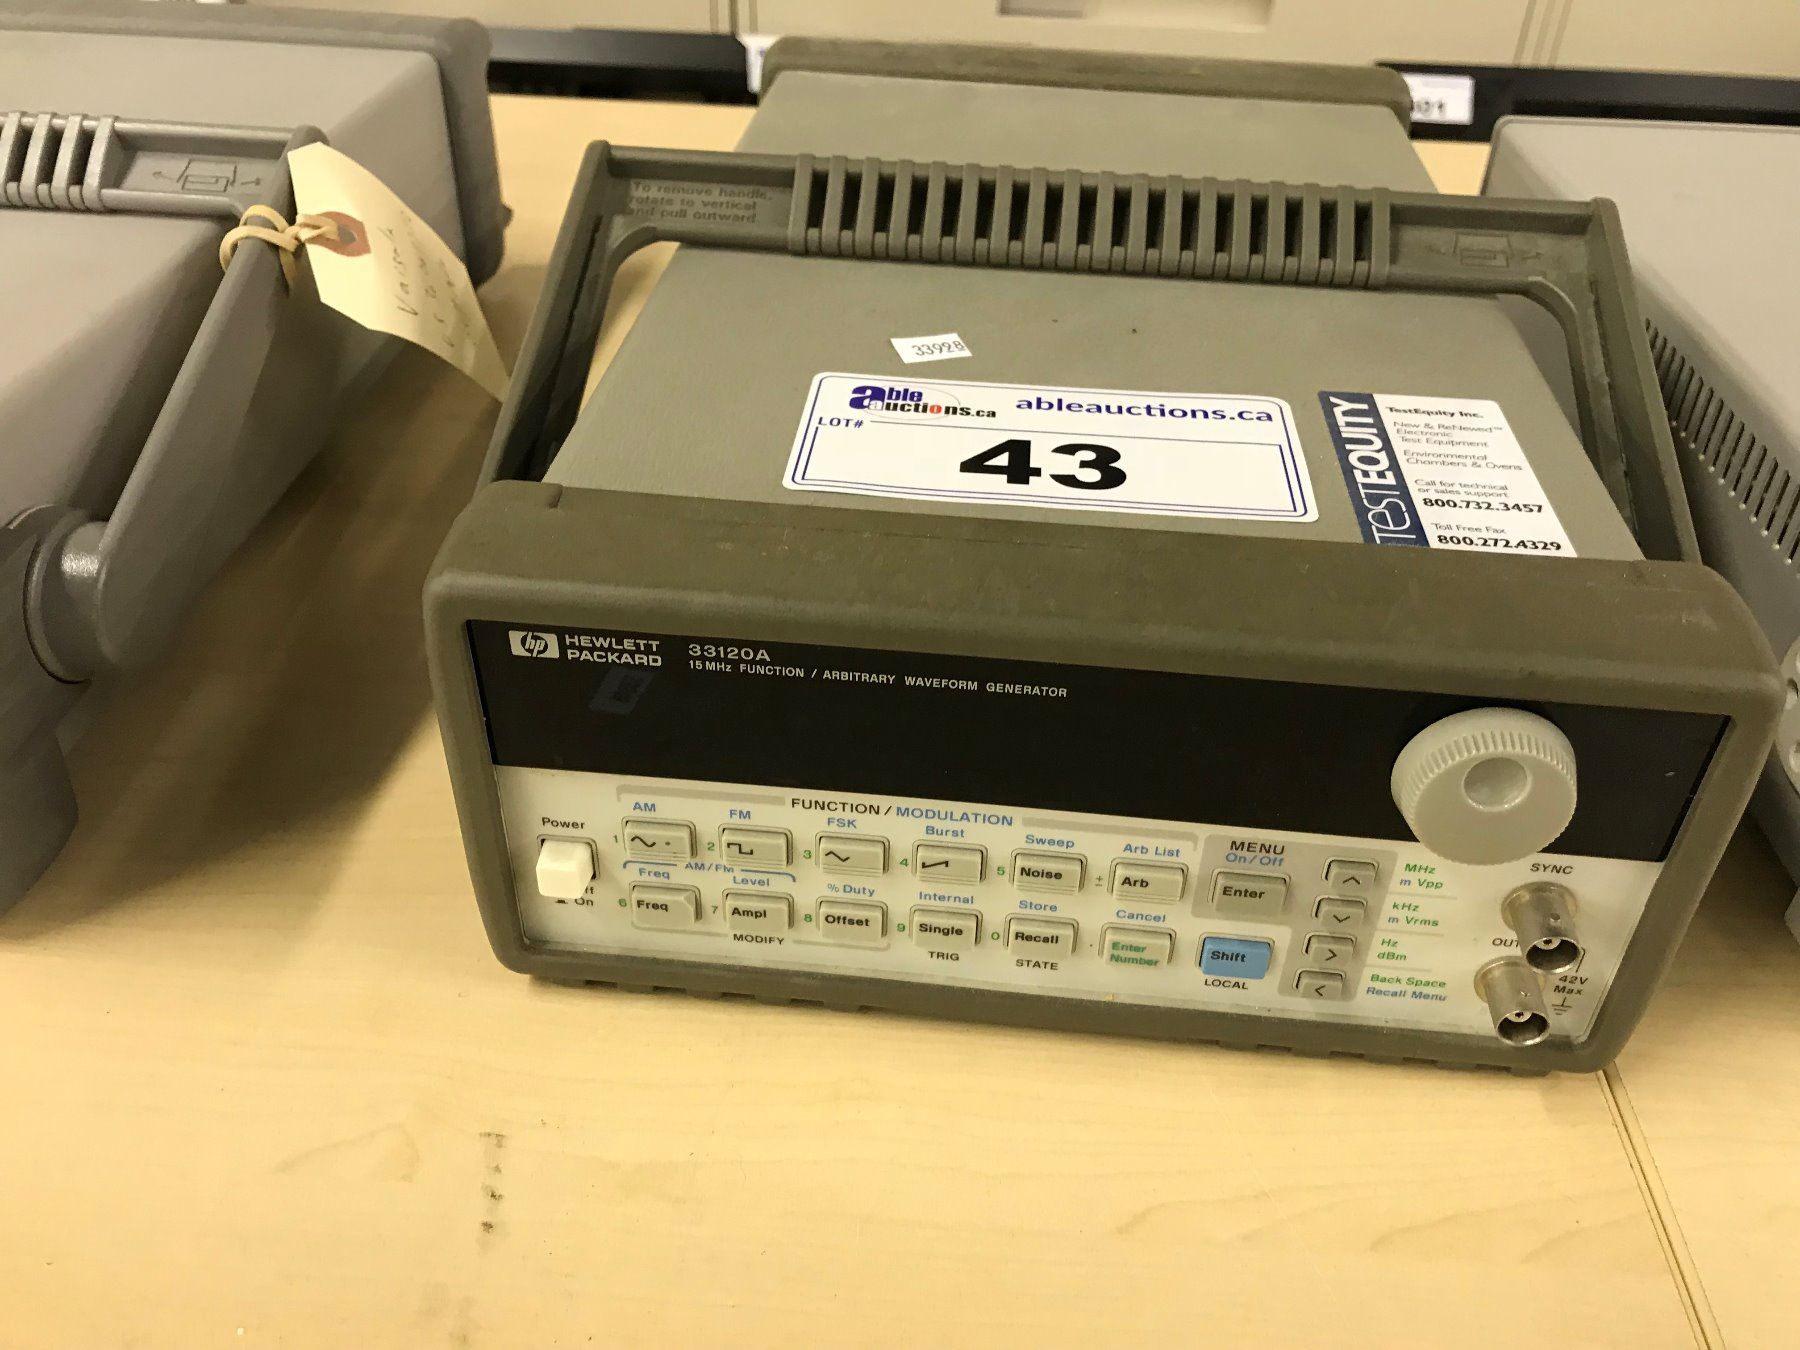 To remove handle,
rotate to vertical
and pull outward
33928
able auctions.ca
ableauctions.ca
LOT#
43
TestEQUITY
TestEquity Inc.
New & ReNewed™
Electronic
Test Equipment
Environmental
Chambers & Ovens
Call for technical
or sales support
800.732.3457
Toll Free Fax
800.272.4329
hp HEWLETT
PACKARD
33120A
15 MHz FUNCTION / ARBITRARY WAVEFORM GENERATOR
FUNCTION / MODULATION
AM FM FSK Burst Sweep Arb List
Power
1 2 3 4 5 Noise ± Arb
AM/FM
Freq Level % Duty Internal Store Cancel
6 Freq 7 Ampl 8 Offset 9 Single 0 Recall . Enter
Number
MODIFY TRIG STATE
On
MENU
On/Off
Enter
Shift
LOCAL
MHz
m Vpp
kHz
m Vrms
Hz
dBm
Back Space
Recall Menu
SYNC
42V
Max